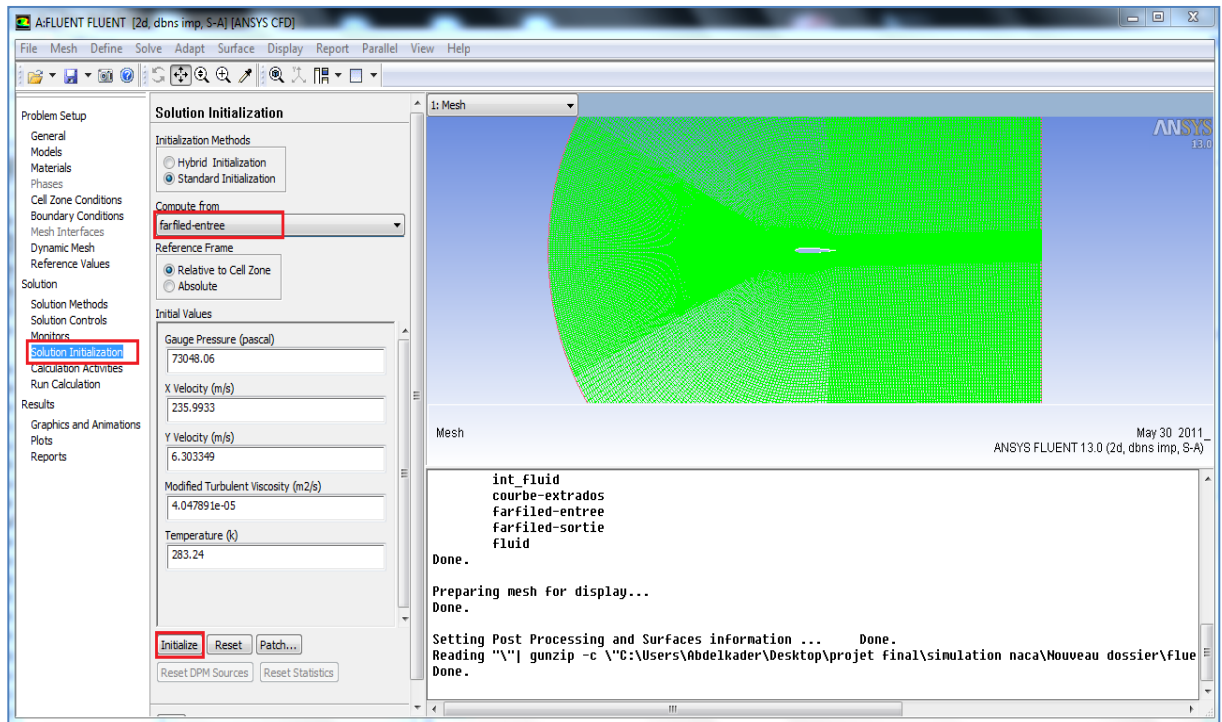 A:FLUENT FLUENT [2d, dbns imp, S-A] [ANSYS CFD]
File Mesh Define Solve Adapt Surface Display Report Parallel View Help
Problem Setup
General
Models
Materials
Phases
Cell Zone Conditions
Boundary Conditions
Mesh Interfaces
Dynamic Mesh
Reference Values
Solution
Solution Methods
Solution Controls
Monitors
Solution Initialization
Calculation Activities
Run Calculation
Results
Graphics and Animations
Plots
Reports
Solution Initialization
Initialization Methods
Hybrid Initialization
Standard Initialization
Compute from
farfiled-entree
Reference Frame
Relative to Cell Zone
Absolute
Initial Values
Gauge Pressure (pascal)
73048.06
X Velocity (m/s)
235.9933
Y Velocity (m/s)
6.303349
Modified Turbulent Viscosity (m2/s)
4.047891e-05
Temperature (k)
283.24
Initialize Reset Patch...
Reset DPM Sources Reset Statistics
1: Mesh
ANSYS
13.0
Mesh
May 30 2011
ANSYS FLUENT 13.0 (2d, dbns imp, S-A)
int_fluid
courbe-extrados
farfiled-entree
farfiled-sortie
fluid
Done.
Preparing mesh for display...
Done.
Setting Post Processing and Surfaces information ... Done.
Reading "\"| gunzip -c \"C:\Users\Abdelkader\Desktop\projet final\simulation naca\Nouveau dossier\flue
Done.